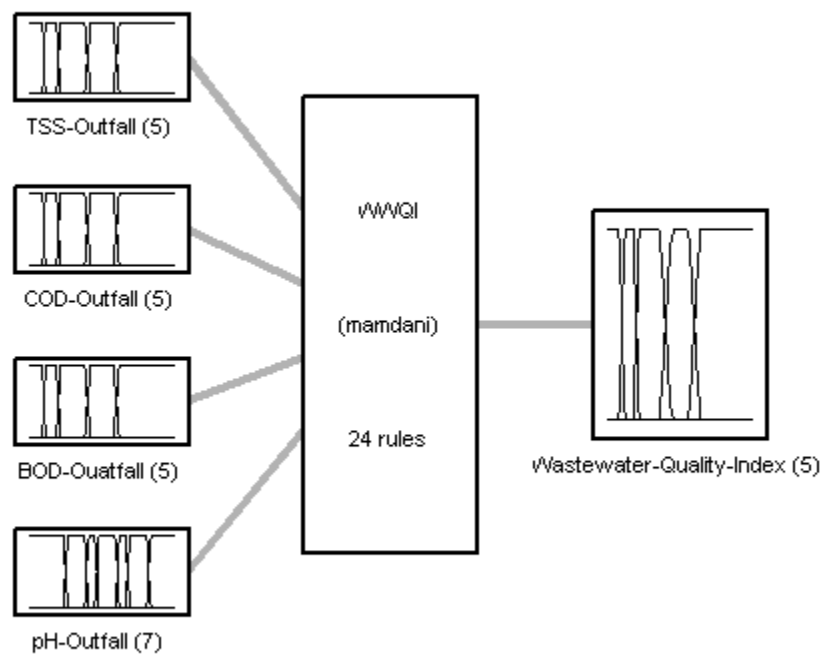 TSS-Outfall (5)
COD-Outfall (5)
BOD-Ouatfall (5)
pH-Outfall (7)
WWQI
(mamdani)
24 rules
Wastewater-Quality-Index (5)